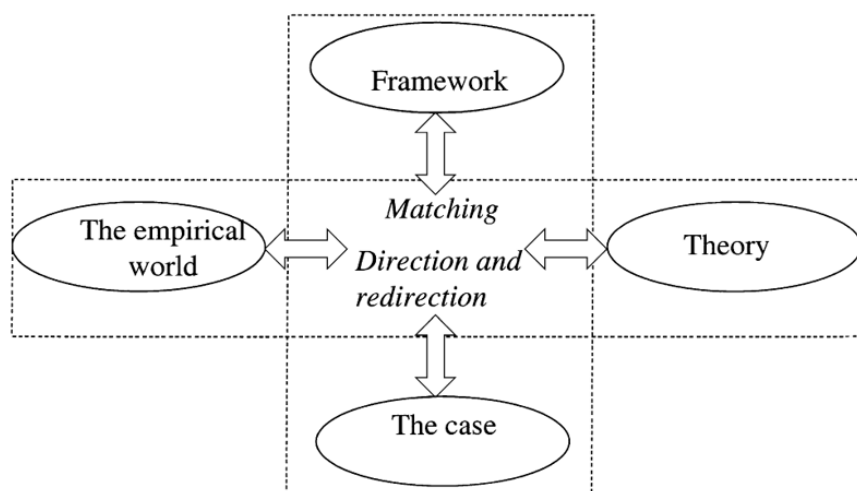 Framework
Matching
The empirical
world
Direction and
redirection
Theory
The case